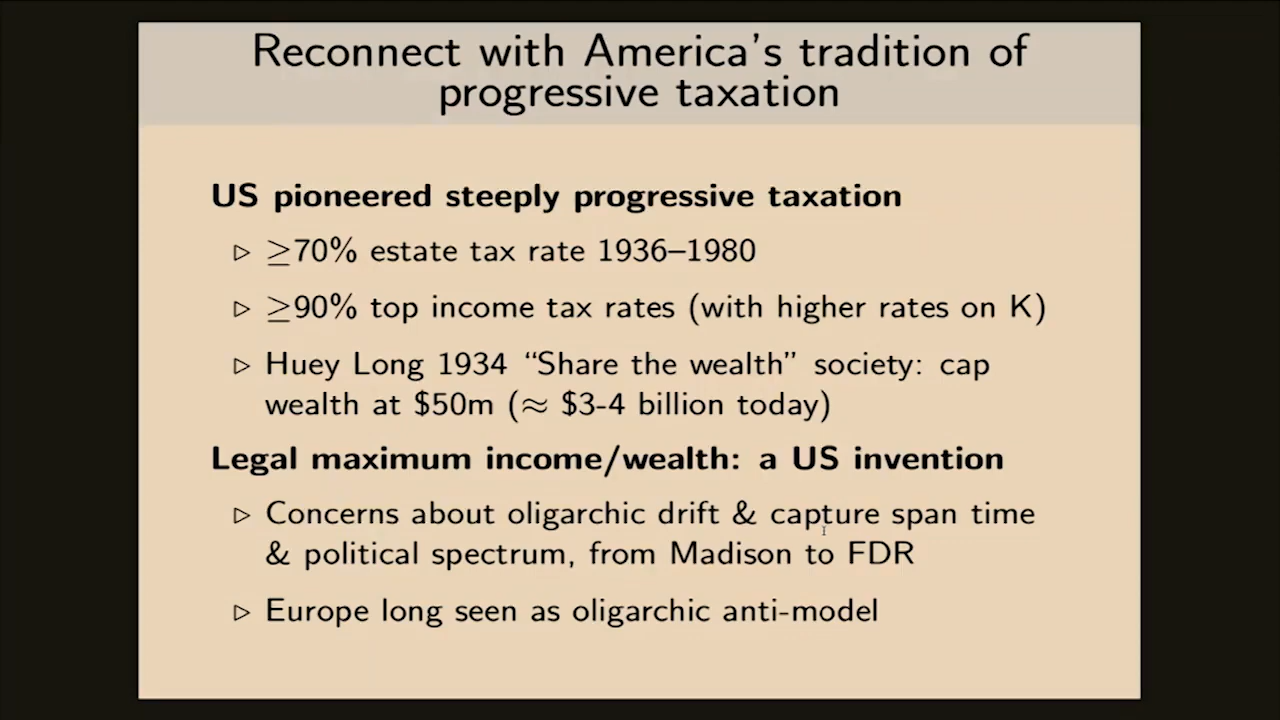 Reconnect with America's tradition of
progressive taxation
US pioneered steeply progressive taxation
▷ ≥70% estate tax rate 1936–1980
▷ ≥90% top income tax rates (with higher rates on K)
▷ Huey Long 1934 “Share the wealth” society: cap
wealth at $50m (≈ $3-4 billion today)
Legal maximum income/wealth: a US invention
▷ Concerns about oligarchic drift & capture span time
& political spectrum, from Madison to FDR
▷ Europe long seen as oligarchic anti-model